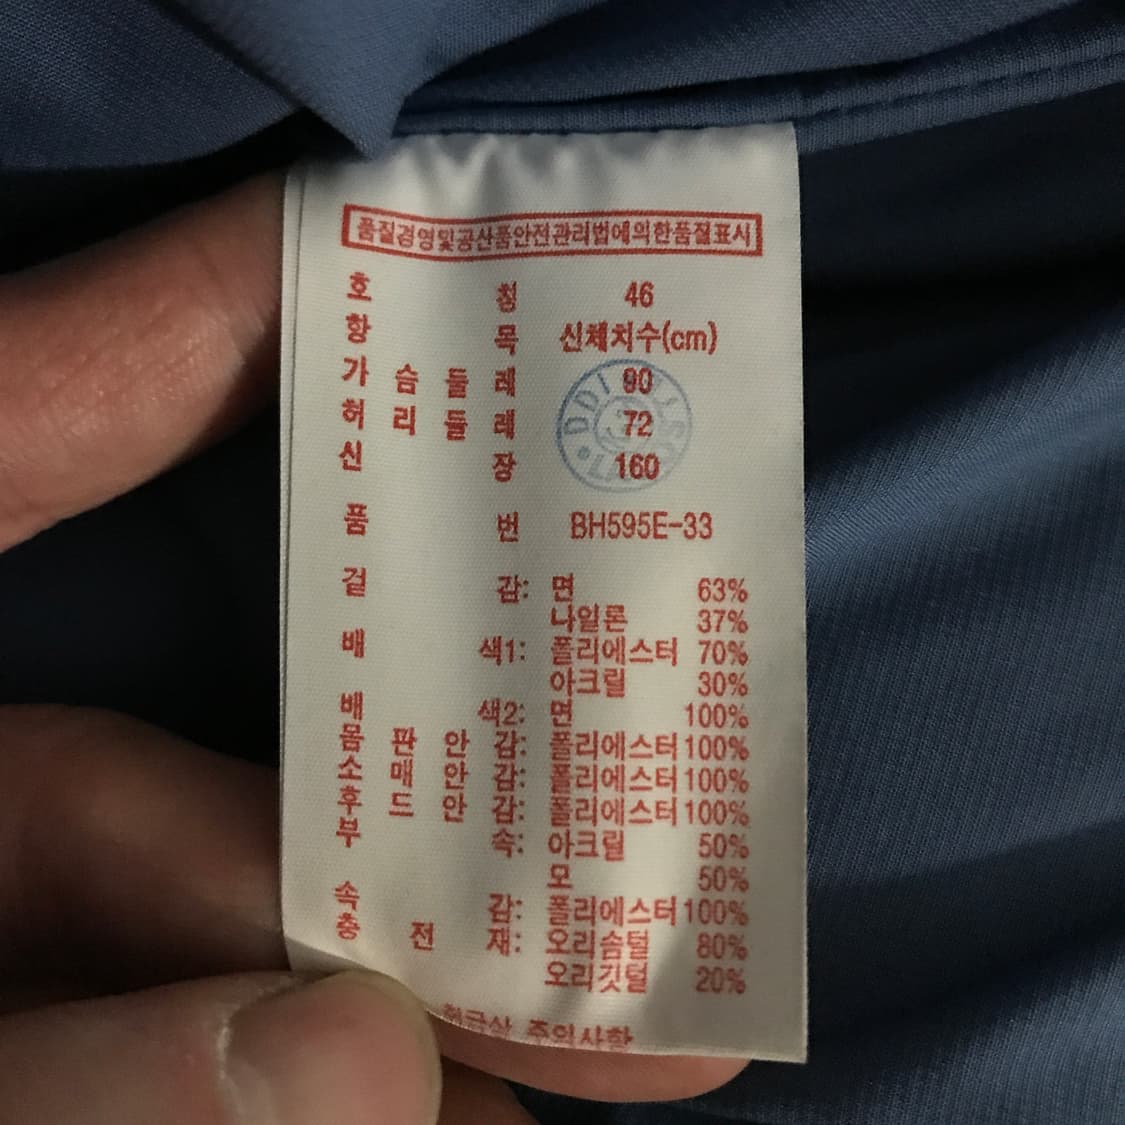 품질경영및공산품안전관리법에의한품질표시
호 칭 46
항 목 신체치수(cm)
가 슴 둘 레 90
허 리 둘 레 72
신 장 160
품 번 BH595E-33
겉 감: 면 63%
나일론 37%
배 색1: 폴리에스터 70%
아크릴 30%
배 색2: 면 100%
몸 판 안 감: 폴리에스터 100%
소 매 안 감: 폴리에스터 100%
후 드 안 감: 폴리에스터 100%
부 속: 아크릴 50%
모 50%
속 감: 폴리에스터 100%
충 전 재: 오리솜털 80%
오리깃털 20%
주의사항